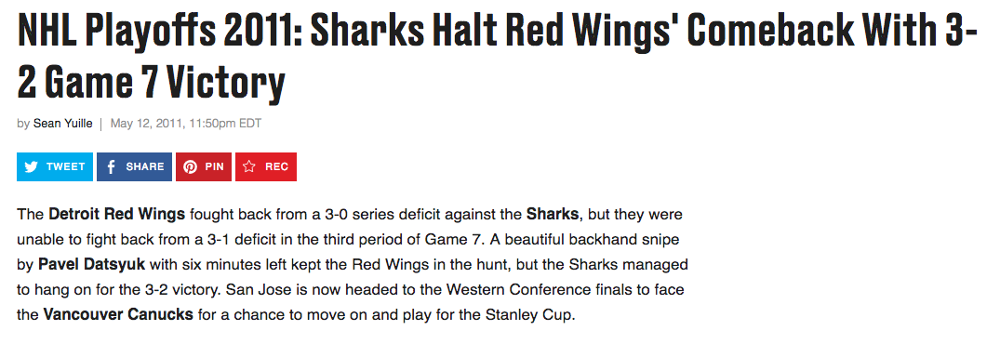 NHL Playoffs 2011: Sharks Halt Red Wings' Comeback With 3-
2 Game 7 Victory
by Sean Yuille | May 12, 2011, 11:50pm EDT
TWEET SHARE PIN REC
The Detroit Red Wings fought back from a 3-0 series deficit against the Sharks, but they were
unable to fight back from a 3-1 deficit in the third period of Game 7. A beautiful backhand snipe
by Pavel Datsyuk with six minutes left kept the Red Wings in the hunt, but the Sharks managed
to hang on for the 3-2 victory. San Jose is now headed to the Western Conference finals to face
the Vancouver Canucks for a chance to move on and play for the Stanley Cup.